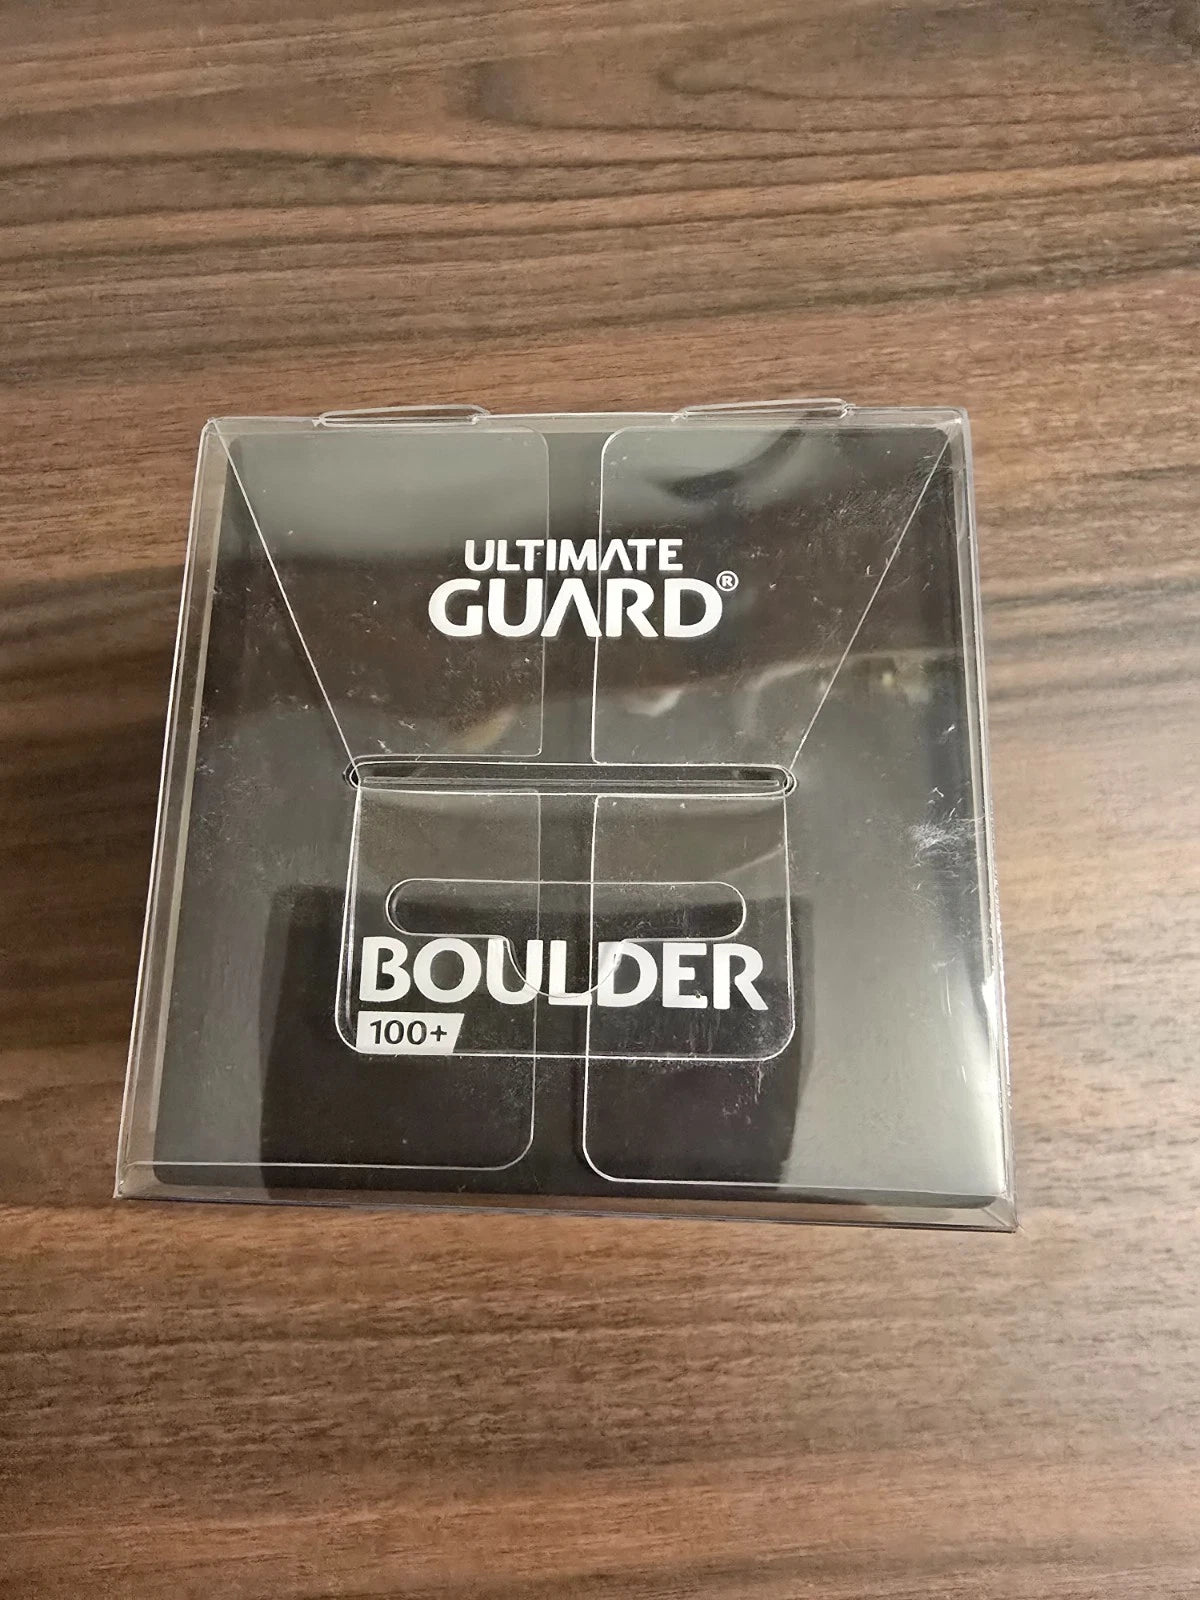 ULTIMATE
GUARD®
BOULDER
100+